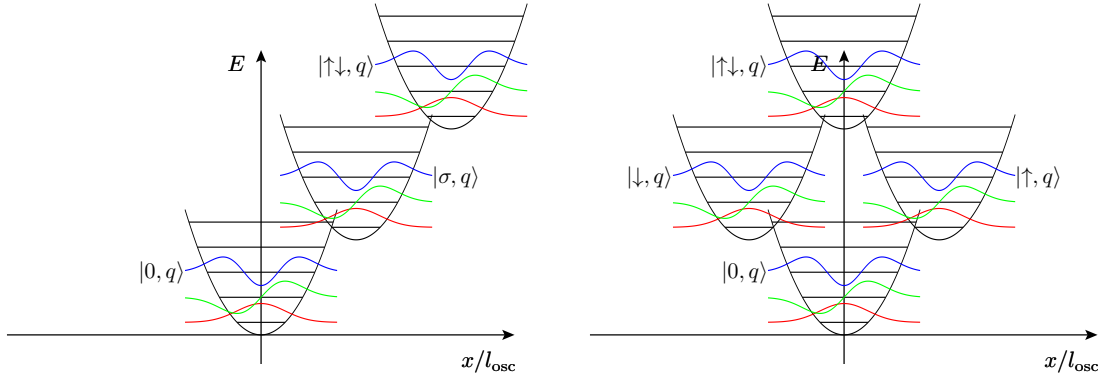 E
|↑↓, q⟩
|σ, q⟩
|0, q⟩
x/l_osc
E
|↑↓, q⟩
|↓, q⟩
|↑, q⟩
|0, q⟩
x/l_osc